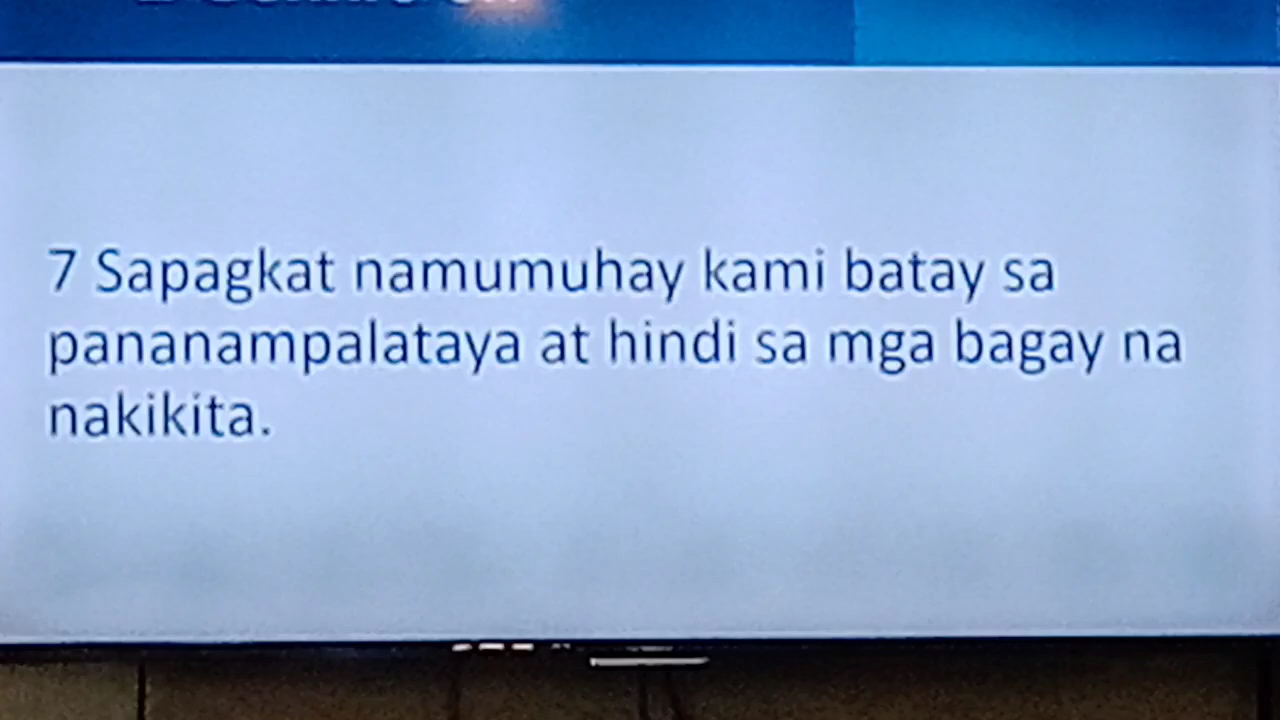 7 Sapagkat namumuhay kami batay sa
pananampalataya at hindi sa mga bagay na
nakikita.